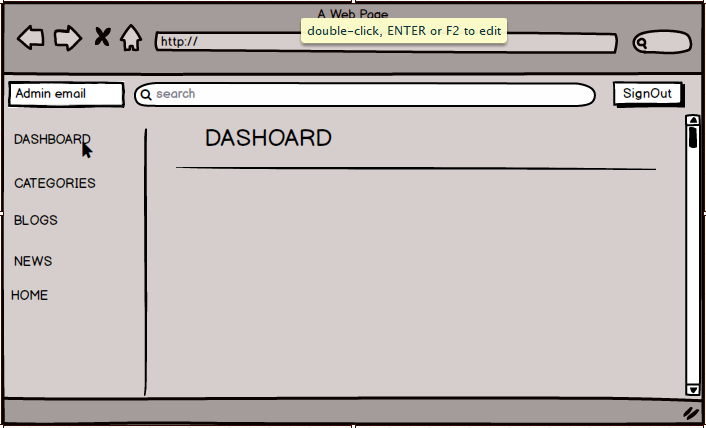 A Web Page
double-click, ENTER or F2 to edit
http://
Admin email
search
SignOut
DASHBOARD
DASHOARD
CATEGORIES
BLOGS
NEWS
HOME